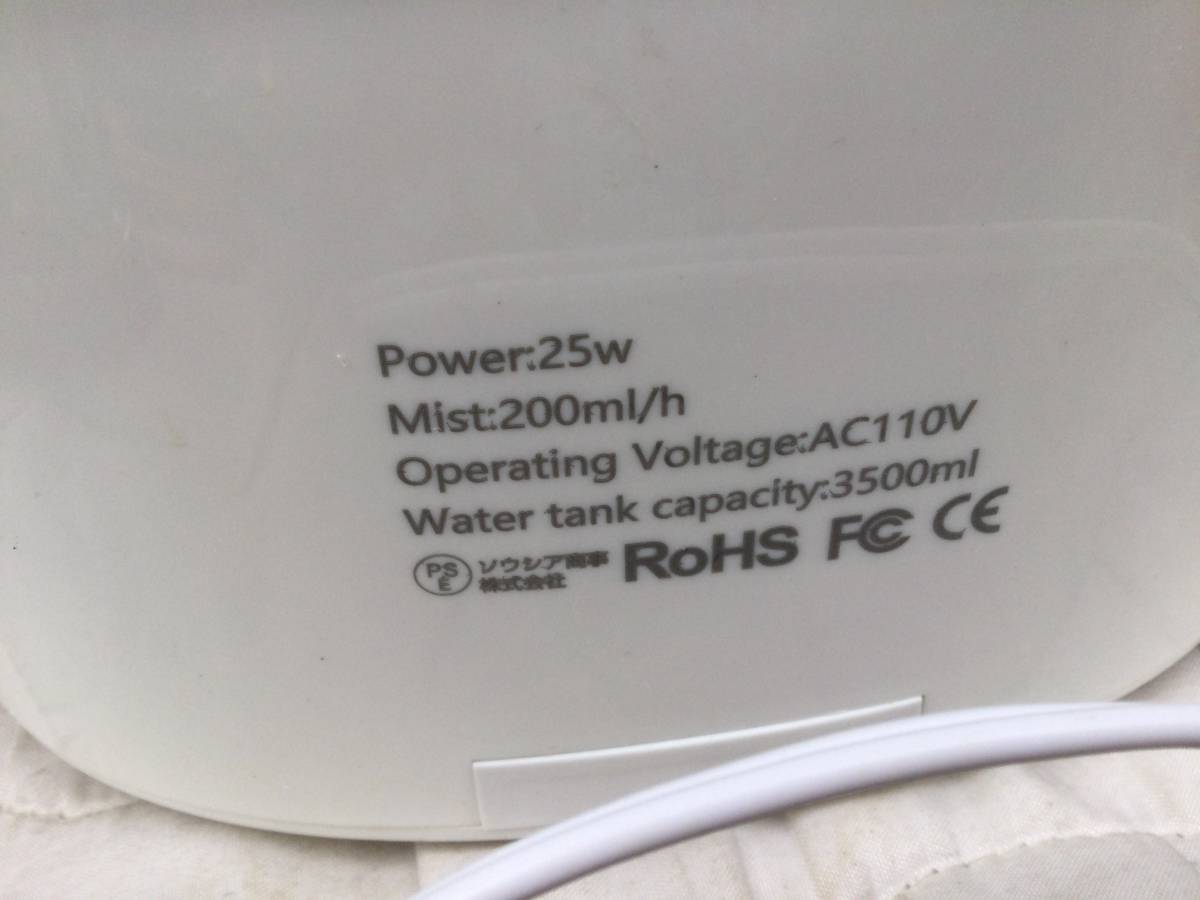 Power:25w
Mist:200ml/h
Operating Voltage:AC110V
Water tank capacity:3500ml
PS E ソウシア商事 株式会社 RoHS FC CE